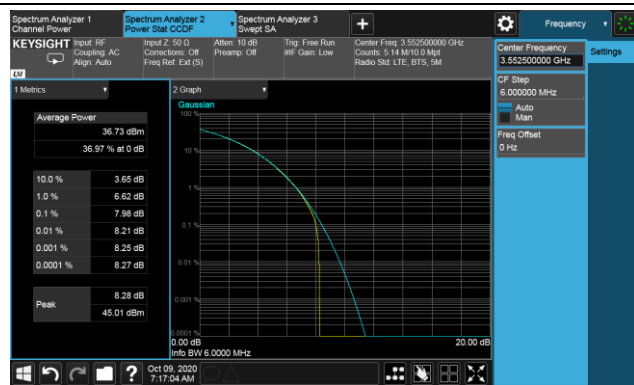 Spectrum Analyzer 1
Channel Power
Spectrum Analyzer 2
Power Stat CCDF
Spectrum Analyzer 3
Swept SA
Frequency
KEYSIGHT
LXI
Input: RF
Coupling: AC
Align: Auto
Input Z: 50 Ω
Corrections: Off
Freq Ref: Ext (S)
Atten: 10 dB
Preamp: Off
Trig: Free Run
#IF Gain: Low
Center Freq: 3.552500000 GHz
Counts: 5.14 M/10.0 Mpt
Radio Std: LTE, BTS, 5M
Center Frequency
3.552500000 GHz
Settings
CF Step
6.000000 MHz
Auto
Man
Freq Offset
0 Hz
1 Metrics
Average Power
36.73 dBm
36.97 % at 0 dB
10.0 % 3.65 dB
1.0 % 6.62 dB
0.1 % 7.98 dB
0.01 % 8.21 dB
0.001 % 8.25 dB
0.0001 % 8.27 dB
Peak
8.28 dB
45.01 dBm
2 Graph
Gaussian
100 %
10 %
1 %
0.1 %
0.01 %
0.001 %
0.0001 %
0.00 dB
20.00 dB
Info BW 6.0000 MHz
?
Oct 09, 2020
7:17:04 AM